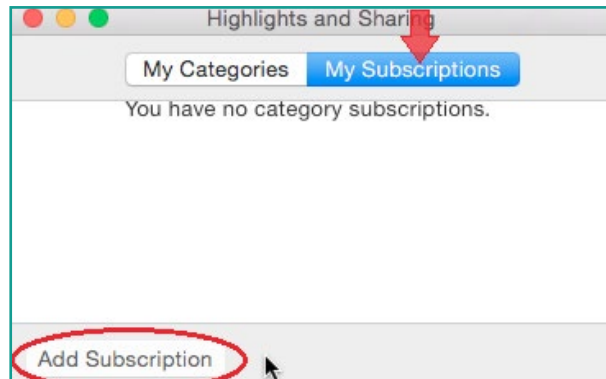 Highlights and Sharing
My Categories My Subscriptions
You have no category subscriptions.
Add Subscription